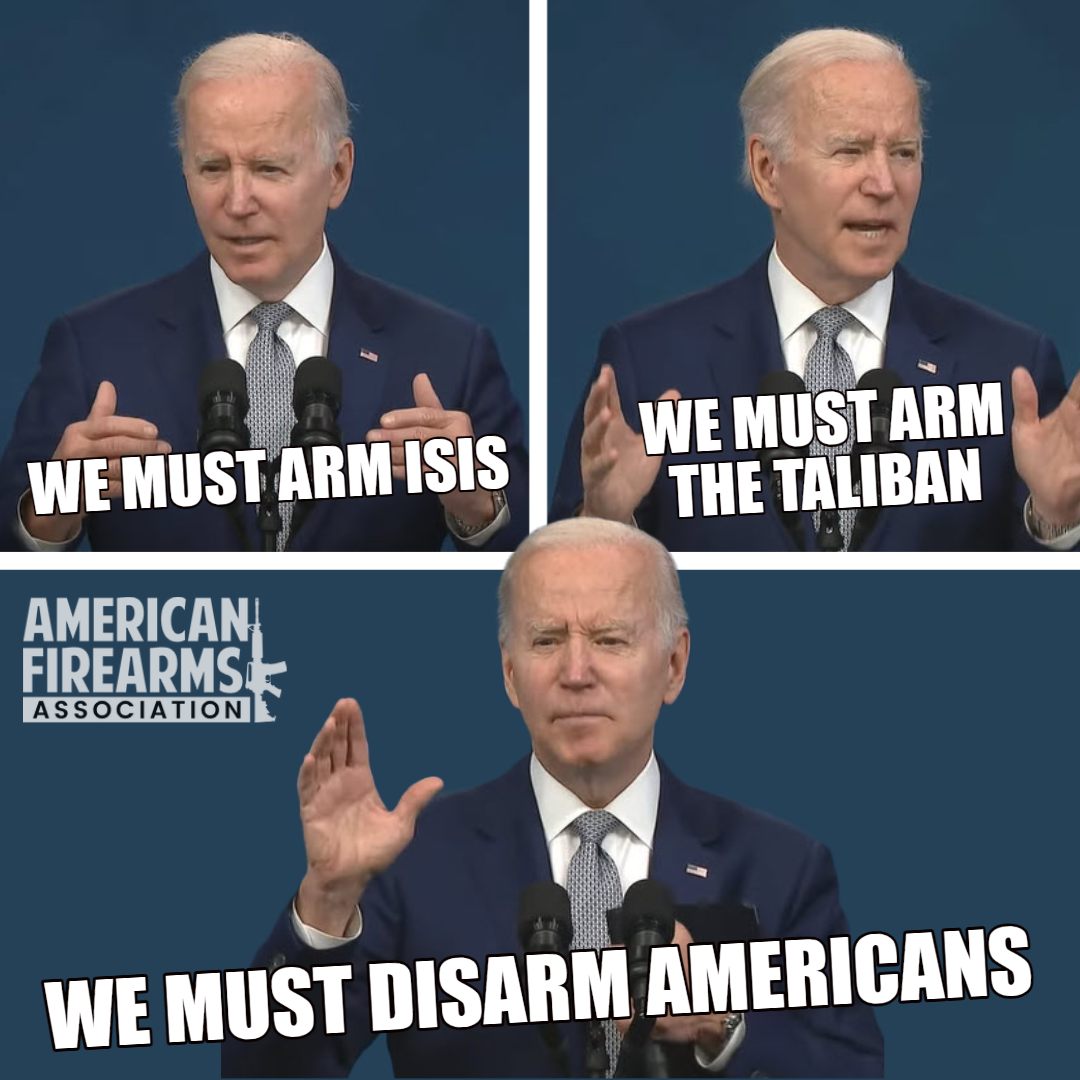 WE MUST ARM ISIS
WE MUST ARM
THE TALIBAN
AMERICAN
FIREARMS
ASSOCIATION
WE MUST DISARM AMERICANS